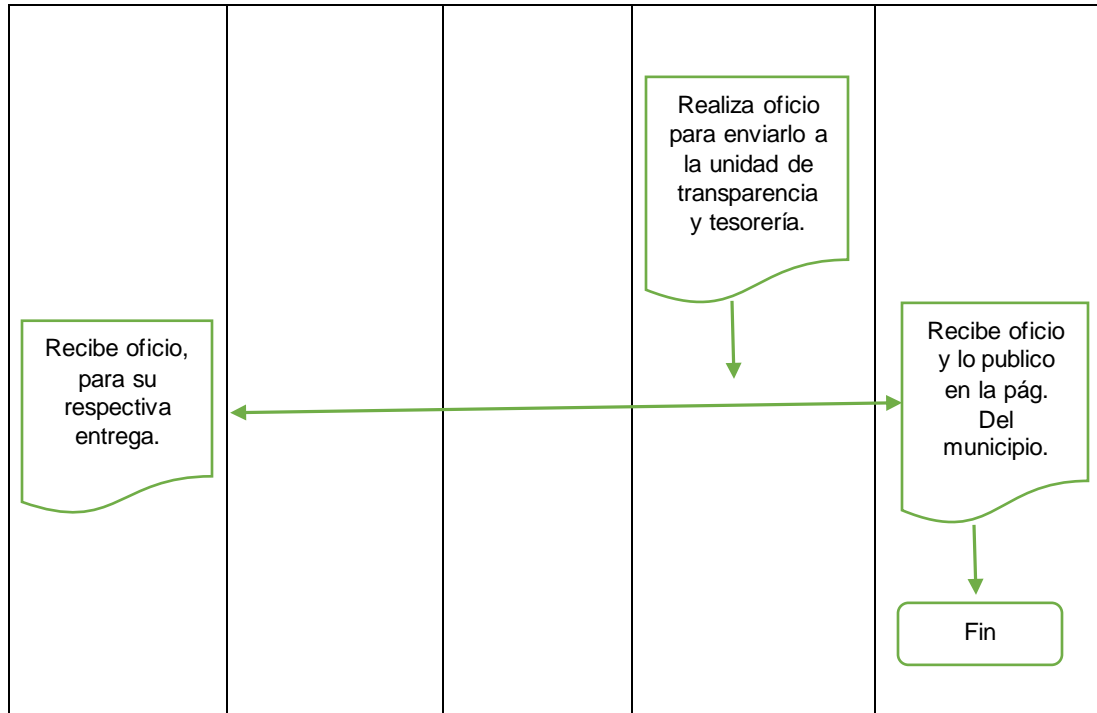 Realiza oficio
para enviarlo a
la unidad de
transparencia
y tesorería.
Recibe oficio,
para su
respectiva
entrega.
Recibe oficio
y lo publico
en la pág.
Del
municipio.
Fin